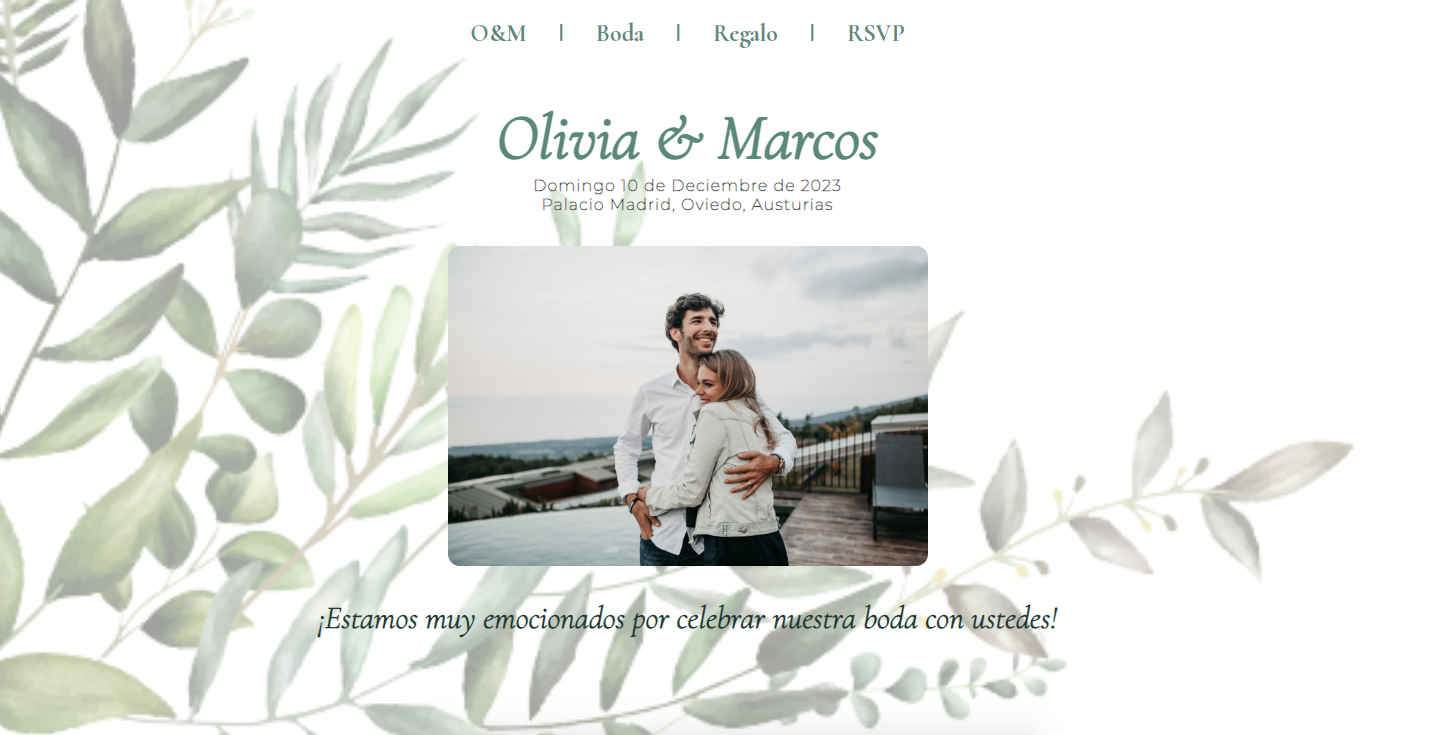 O&M | Boda | Regalo | RSVP
Olivia & Marcos
Domingo 10 de Deciembre de 2023
Palacio Madrid, Oviedo, Austurias
¡Estamos muy emocionados por celebrar nuestra boda con ustedes!